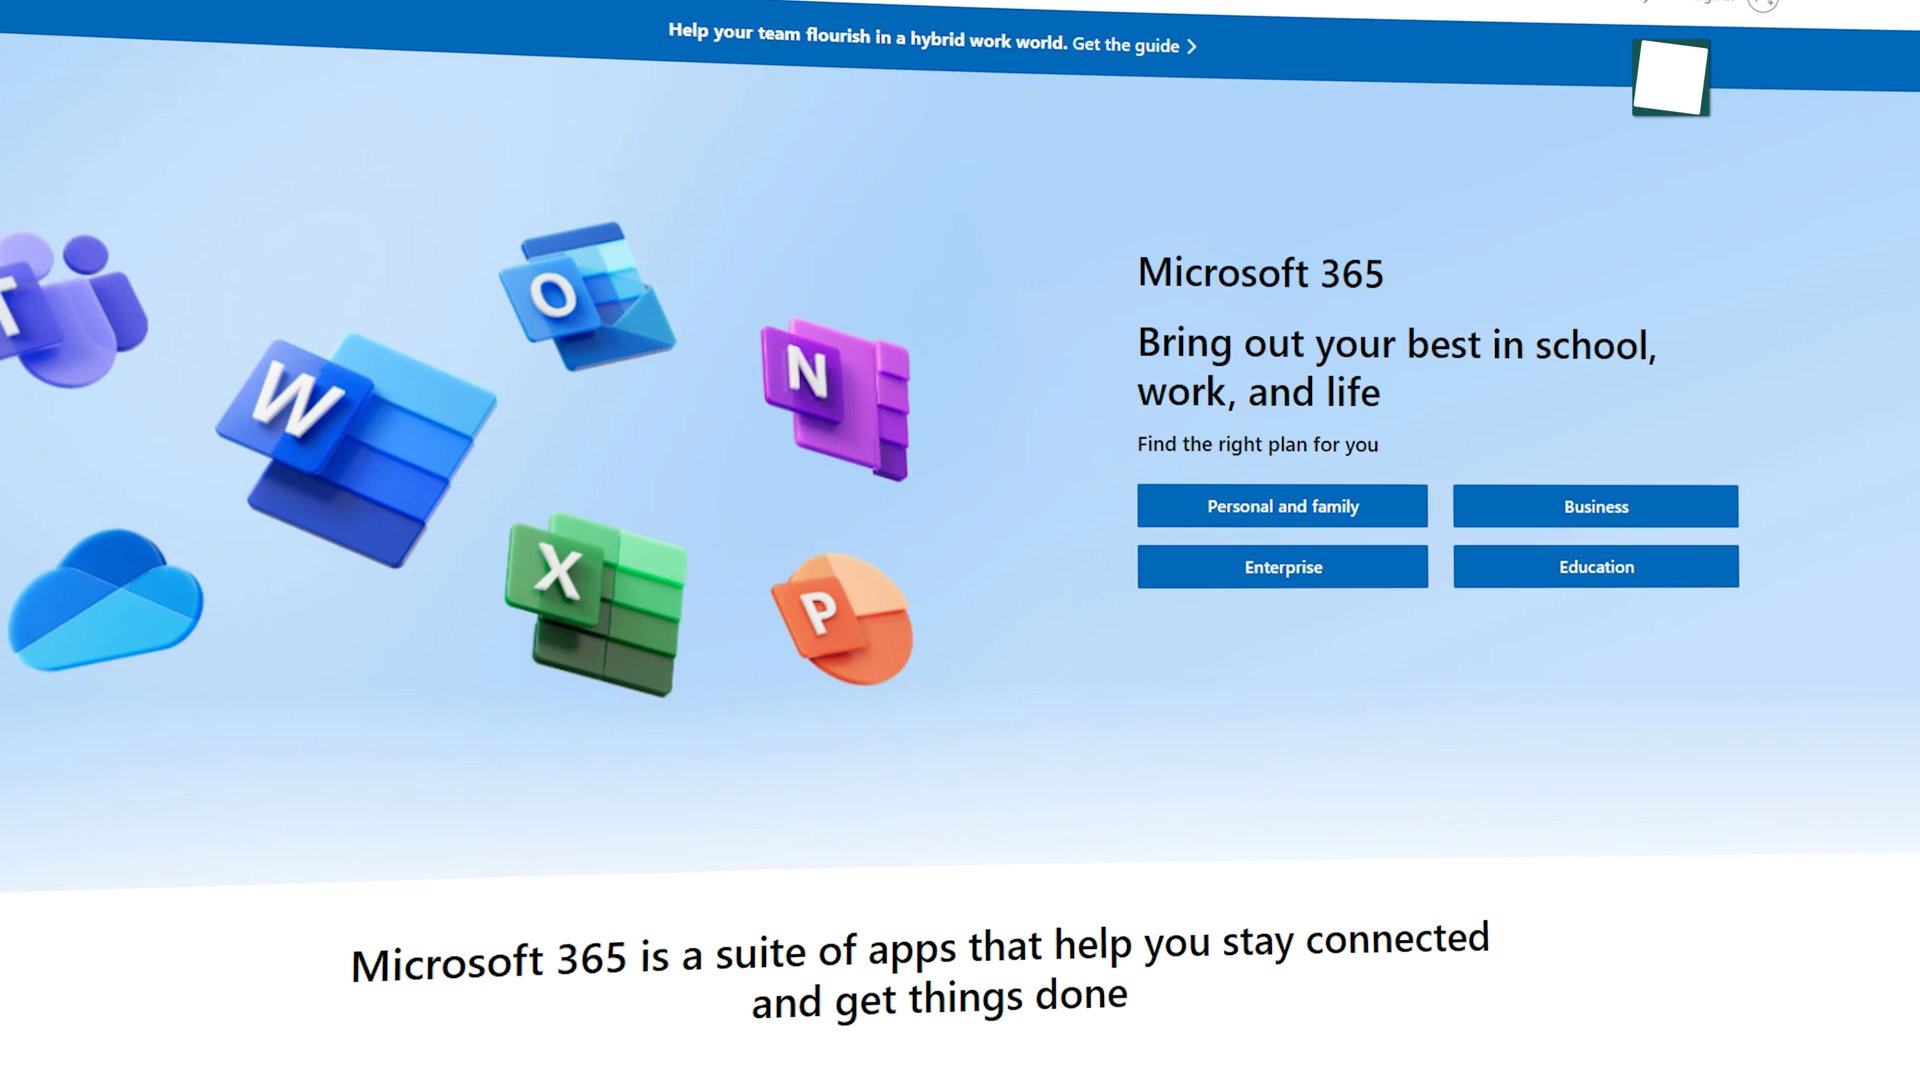 Help your team flourish in a hybrid work world. Get the guide
T
W
O
N
X
P
Microsoft 365
Bring out your best in school,
work, and life
Find the right plan for you
Personal and family
Business
Enterprise
Education
Microsoft 365 is a suite of apps that help you stay connected
and get things done